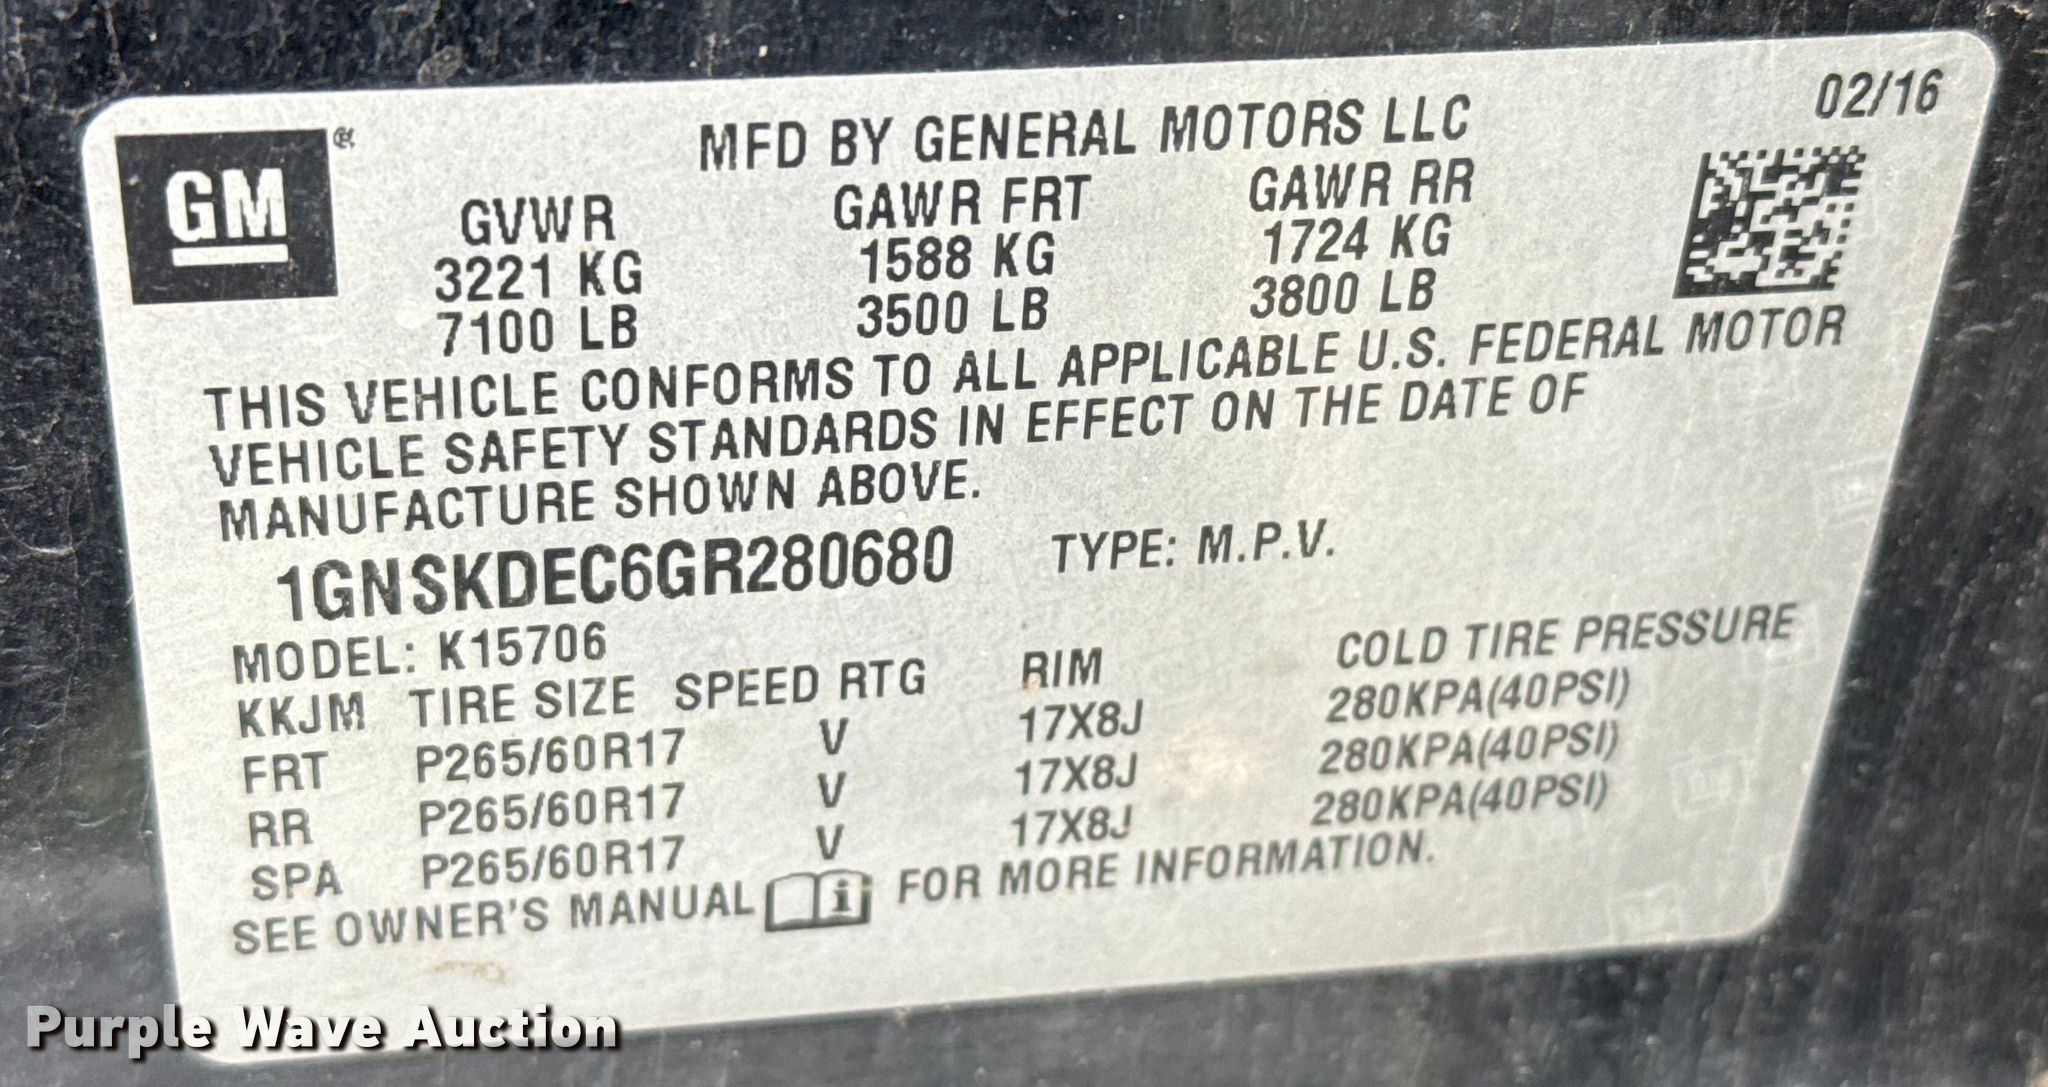 02/16
GM
MFD BY GENERAL MOTORS LLC
GVWR GAWR FRT GAWR RR
3221 KG 1588 KG 1724 KG
7100 LB 3500 LB 3800 LB
THIS VEHICLE CONFORMS TO ALL APPLICABLE U.S. FEDERAL MOTOR
VEHICLE SAFETY STANDARDS IN EFFECT ON THE DATE OF
MANUFACTURE SHOWN ABOVE.
1GNSKDEC6GR280680 TYPE: M.P.V.
MODEL: K15706
KKJM TIRE SIZE SPEED RTG RIM COLD TIRE PRESSURE
FRT P265/60R17 V 17X8J 280KPA(40PSI)
RR P265/60R17 V 17X8J 280KPA(40PSI)
SPA P265/60R17 V 17X8J 280KPA(40PSI)
SEE OWNER'S MANUAL i FOR MORE INFORMATION.
Purple Wave Auction